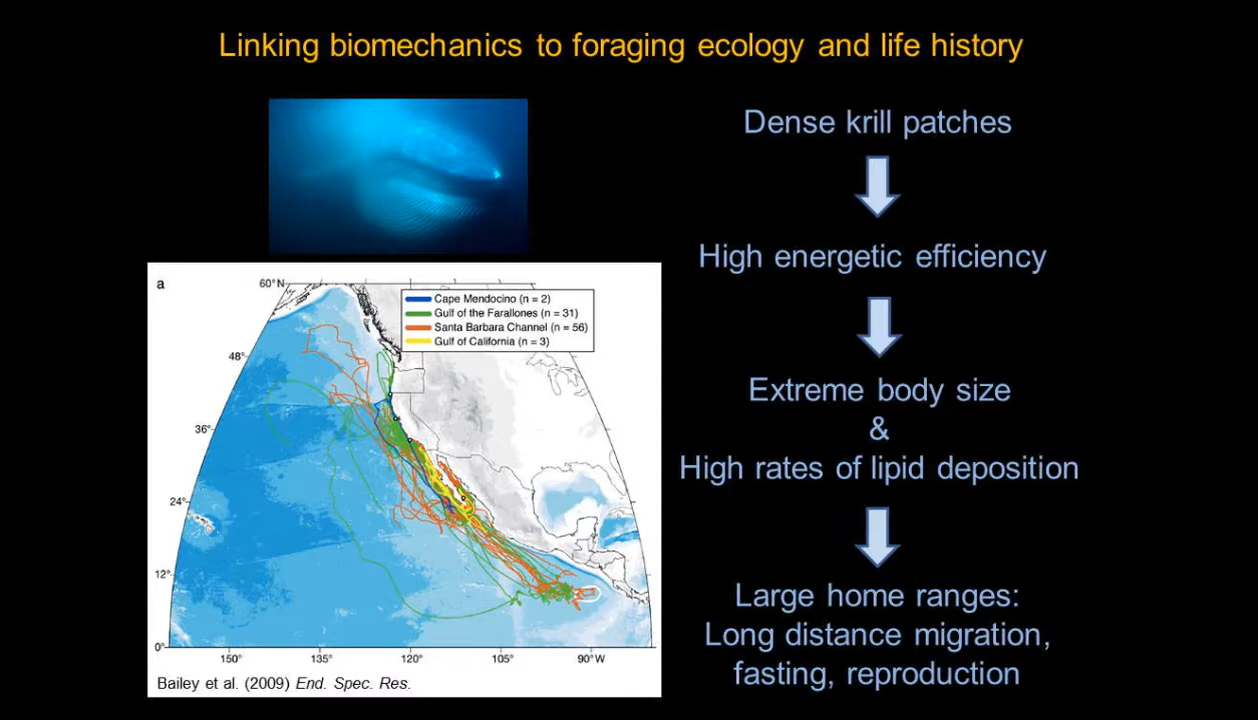 Linking biomechanics to foraging ecology and life history
Dense krill patches
High energetic efficiency
Extreme body size
&
High rates of lipid deposition
Large home ranges:
Long distance migration,
fasting, reproduction
a
60°N
Cape Mendocino (n = 2)
Gulf of the Farallones (n = 31)
Santa Barbara Channel (n = 56)
Gulf of California (n = 3)
48°
36°
24°
12°
0°
150°
135°
120°
105°
90°W
Bailey et al. (2009) End. Spec. Res.